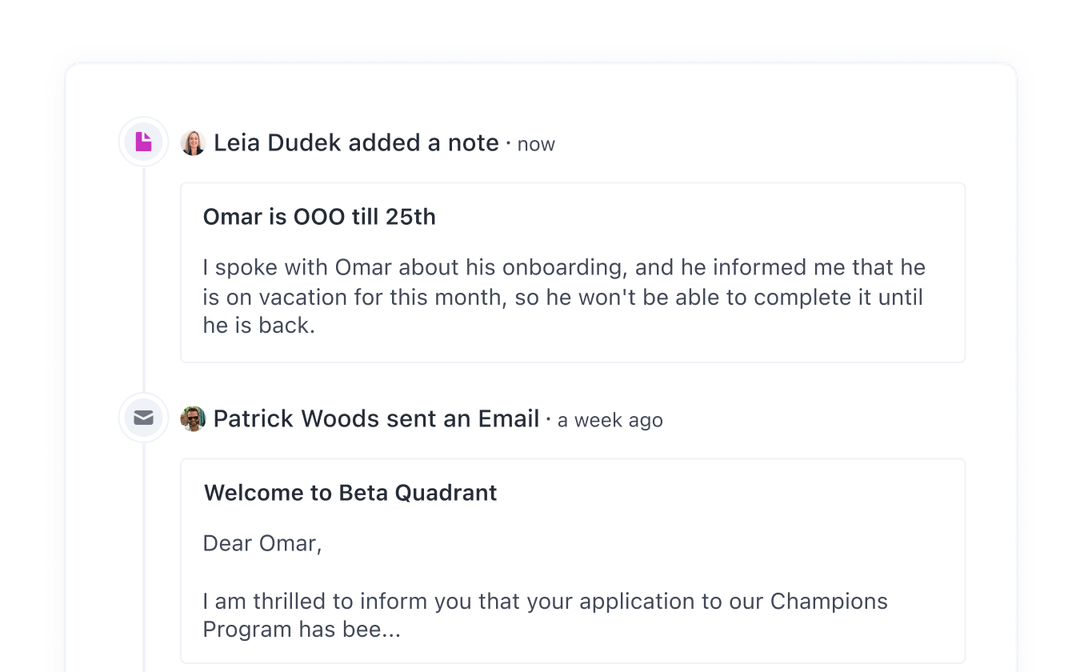 Leia Dudek added a note · now
Omar is OOO till 25th
I spoke with Omar about his onboarding, and he informed me that he
is on vacation for this month, so he won't be able to complete it until
he is back.
Patrick Woods sent an Email · a week ago
Welcome to Beta Quadrant
Dear Omar,
I am thrilled to inform you that your application to our Champions
Program has bee...